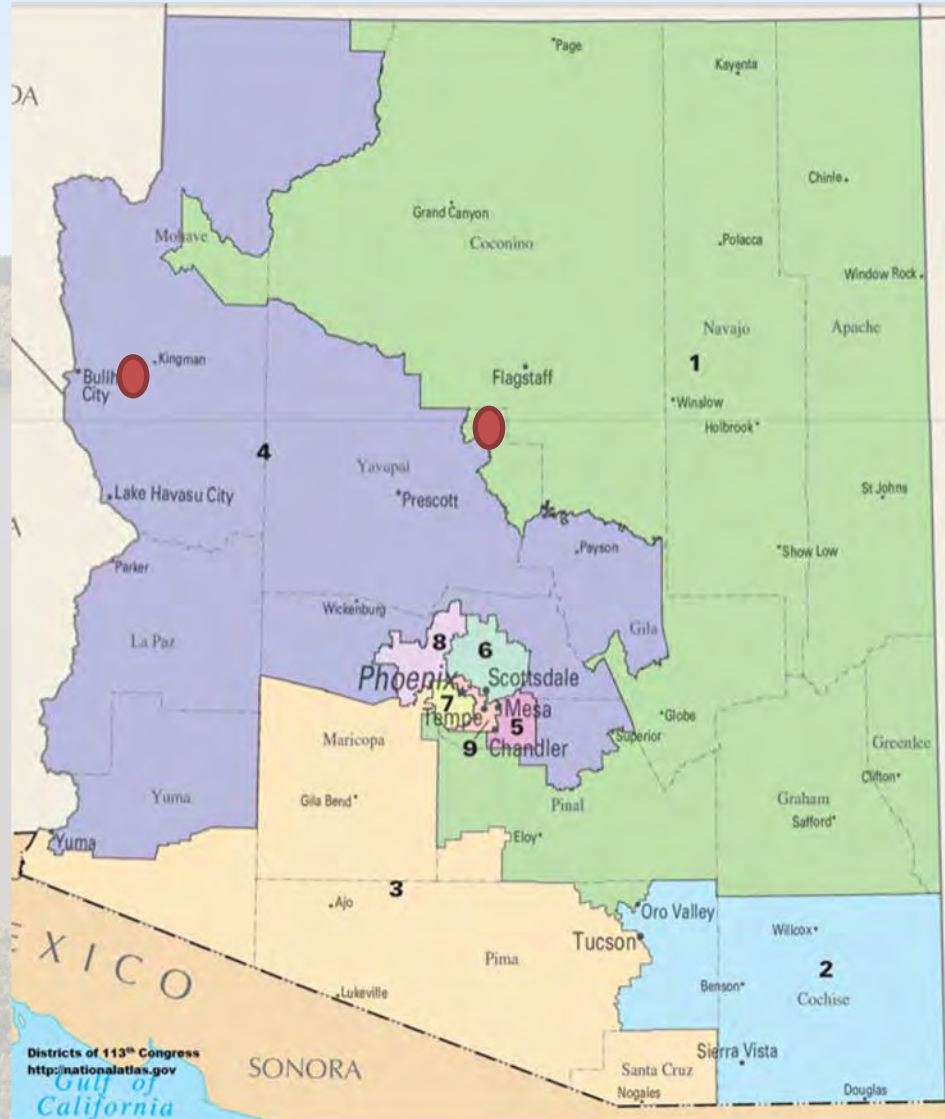 Page
Kayenta
DA
Chinle
Grand Canyon
Mohave
Coconino
Polacca
Window Rock
Navajo
Apache
Kingman
1
Bullh
City
Flagstaff
Winslow
Holbrook
4
Yavapai
Lake Havasu City
Prescott
St Johns
A
Payson
Show Low
Parker
Wickenburg
La Paz
Gila
8
6
Phoenix
Scottsdale
7
Mesa
Tempe
5
Globe
Superior
Maricopa
9
Chandler
Greenlee
Clifton
Yuma
Gila Bend
Pinal
Graham
Safford
Yuma
Eloy
3
Ajo
Oro Valley
Tucson
Willcox
EXICO
Pima
2
Benson
Cochise
Lukeville
Districts of 113th Congress
http://nationalatlas.gov
Gulf of
California
SONORA
Sierra Vista
Santa Cruz
Nogales
Douglas